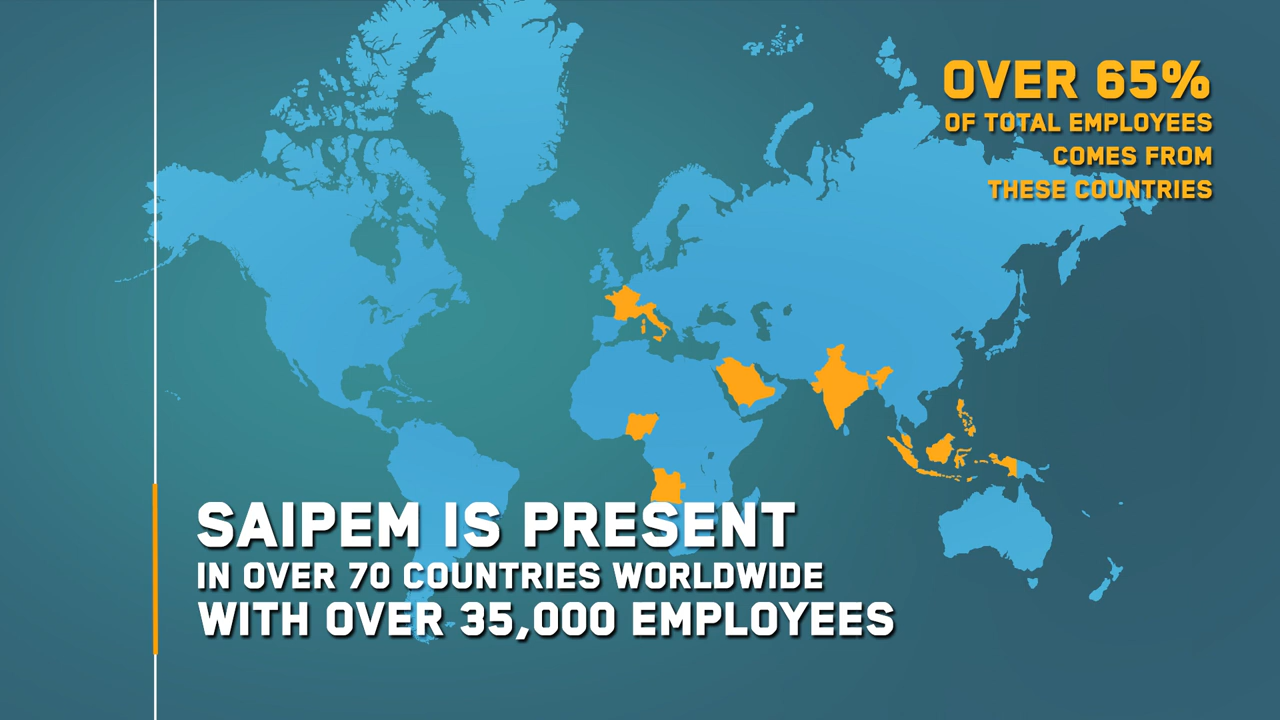 OVER 65%
OF TOTAL EMPLOYEES
COMES FROM
THESE COUNTRIES
SAIPEM IS PRESENT
IN OVER 70 COUNTRIES WORLDWIDE
WITH OVER 35,000 EMPLOYEES